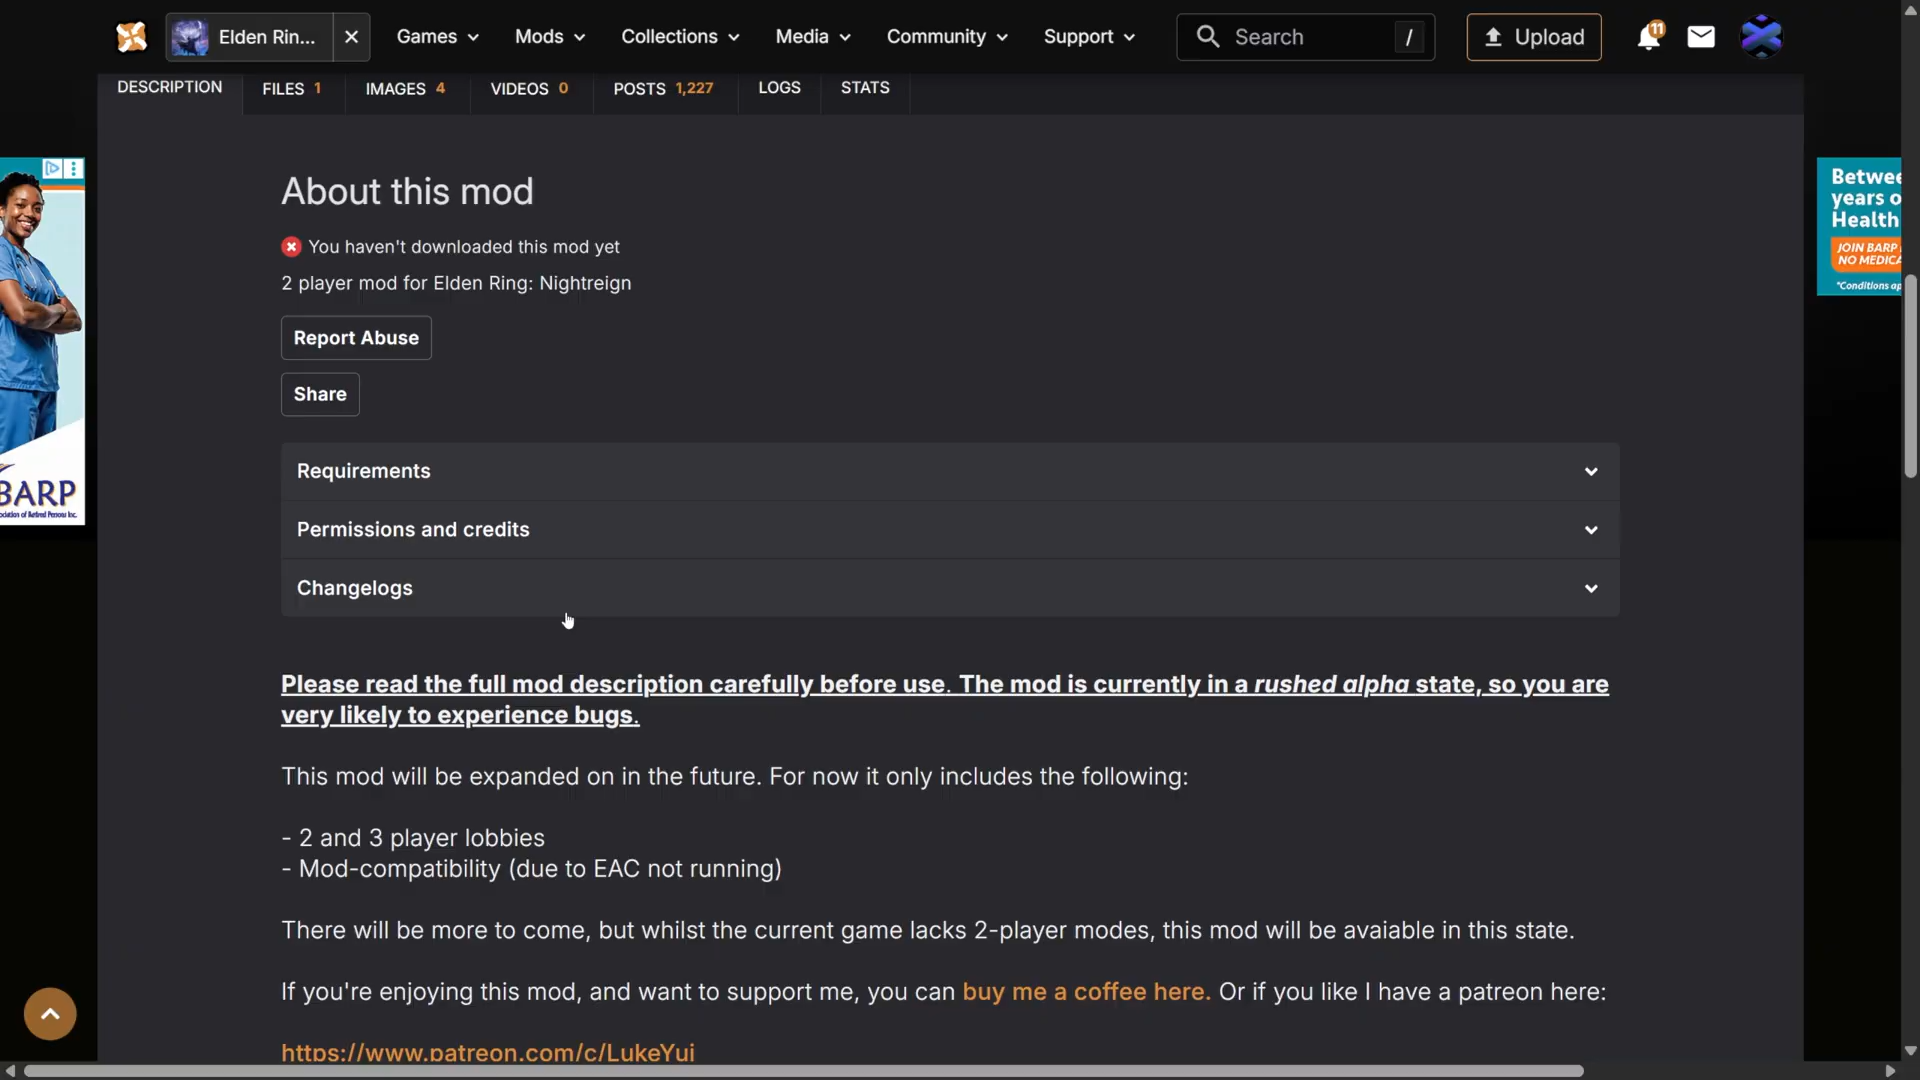 Elden Rin...
Games
Mods
Collections
Media
Community
Support
Search
/
Upload
11
DESCRIPTION
FILES 1
IMAGES 4
VIDEOS 0
POSTS 1,227
LOGS
STATS
About this mod
You haven't downloaded this mod yet
2 player mod for Elden Ring: Nightreign
Report Abuse
Share
Requirements
Permissions and credits
Changelogs
Please read the full mod description carefully before use. The mod is currently in a rushed alpha state, so you are
very likely to experience bugs.
This mod will be expanded on in the future. For now it only includes the following:
- 2 and 3 player lobbies
- Mod-compatibility (due to EAC not running)
There will be more to come, but whilst the current game lacks 2-player modes, this mod will be avaiable in this state.
If you're enjoying this mod, and want to support me, you can buy me a coffee here. Or if you like I have a patreon here:
https://www.patreon.com/c/LukeYui
BARP
Betwee
years o
Health
JOIN BARP
NO MEDICA
*Conditions ap